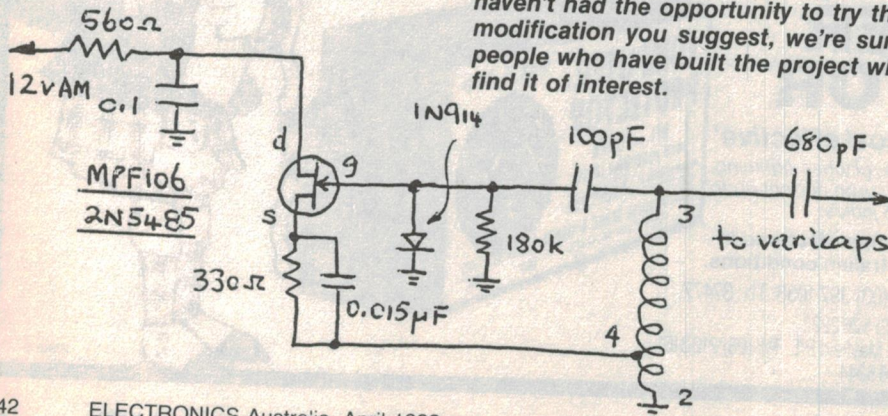 haven't had the opportunity to try th
modification you suggest, we're sur
people who have built the project w
find it of interest.
560Ω
12VAM
0.1
1N914
100pF
680pF
d
g
s
MPF106
2N5485
180k
3
to varicaps
330Ω
0.015µF
4
2
42 ELECTRONICS Australia, April